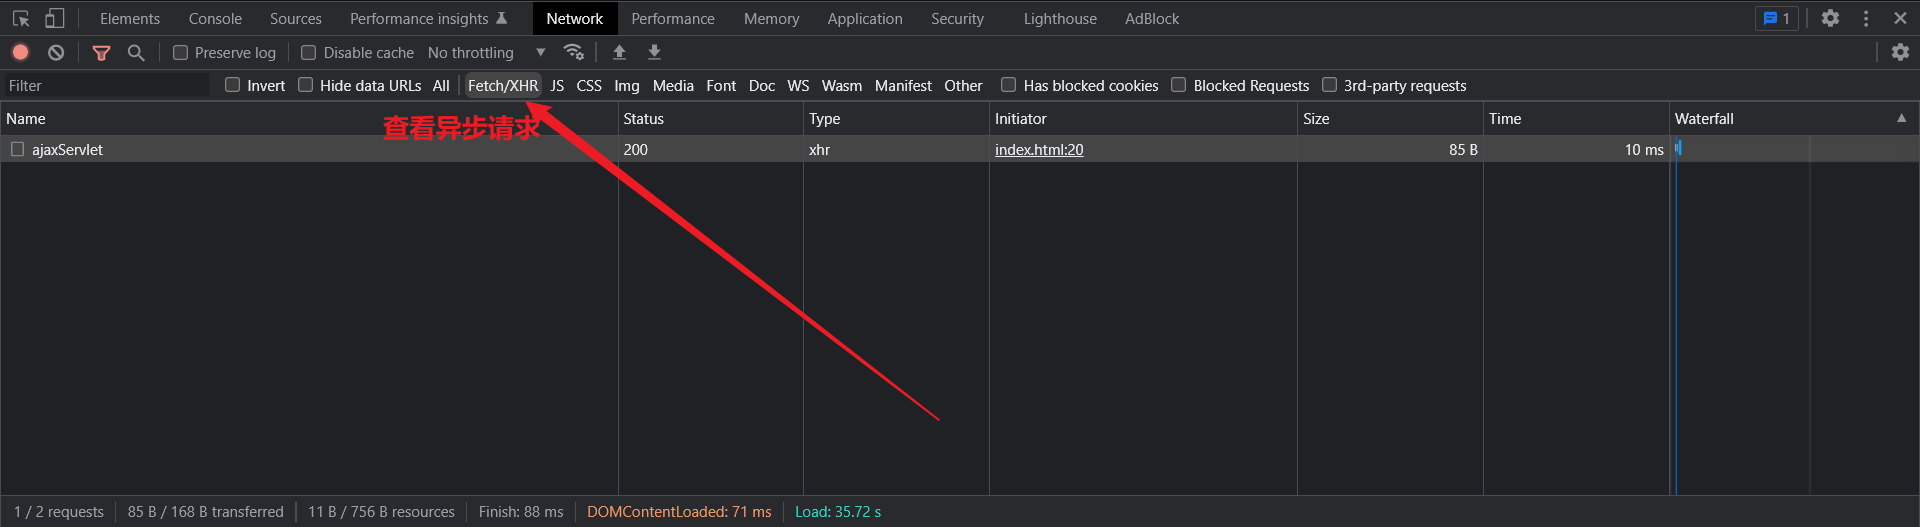 Elements Console Sources Performance insights Network Performance Memory Application Security Lighthouse AdBlock 1
Preserve log Disable cache No throttling
Filter Invert Hide data URLs All Fetch/XHR JS CSS Img Media Font Doc WS Wasm Manifest Other Has blocked cookies Blocked Requests 3rd-party requests
Name Status Type Initiator Size Time Waterfall
查看异步请求
ajaxServlet 200 xhr index.html:20 85 B 10 ms
1 / 2 requests 85 B / 168 B transferred 11 B / 756 B resources Finish: 88 ms DOMContentLoaded: 71 ms Load: 35.72 s